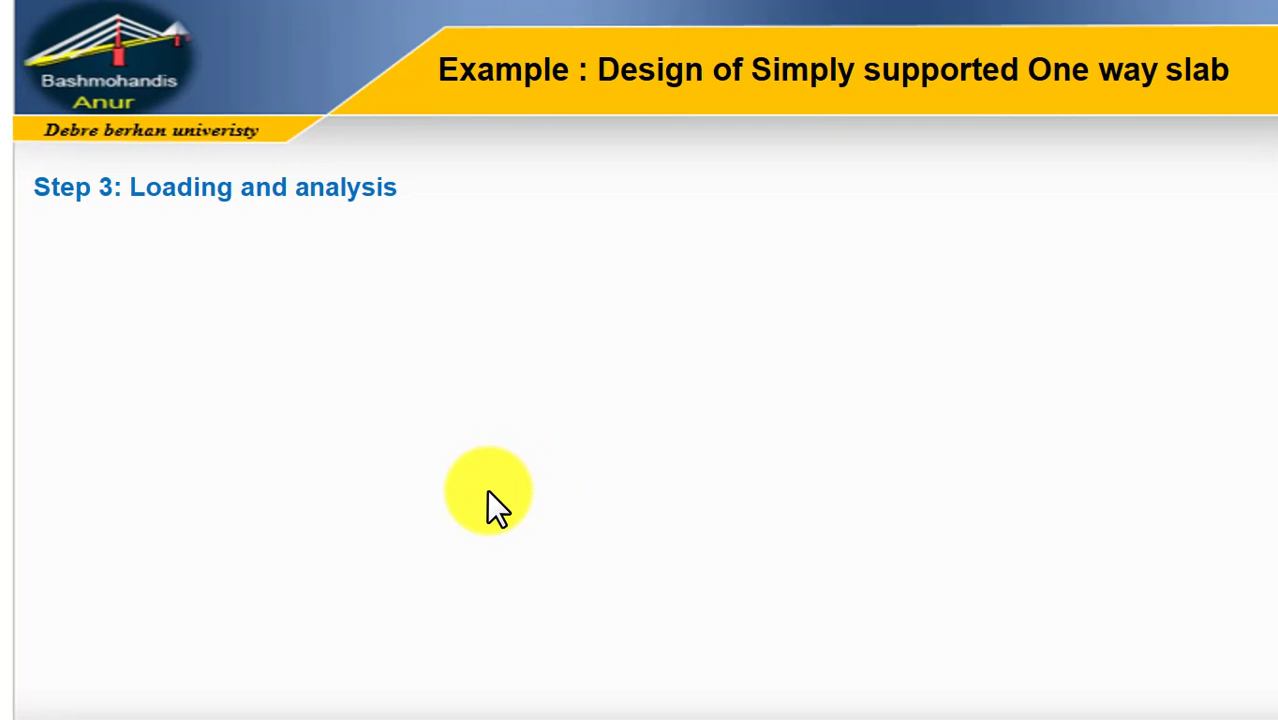 Bashmohandis
Anur
Debre berhan univeristy
Example : Design of Simply supported One way slab
Step 3: Loading and analysis